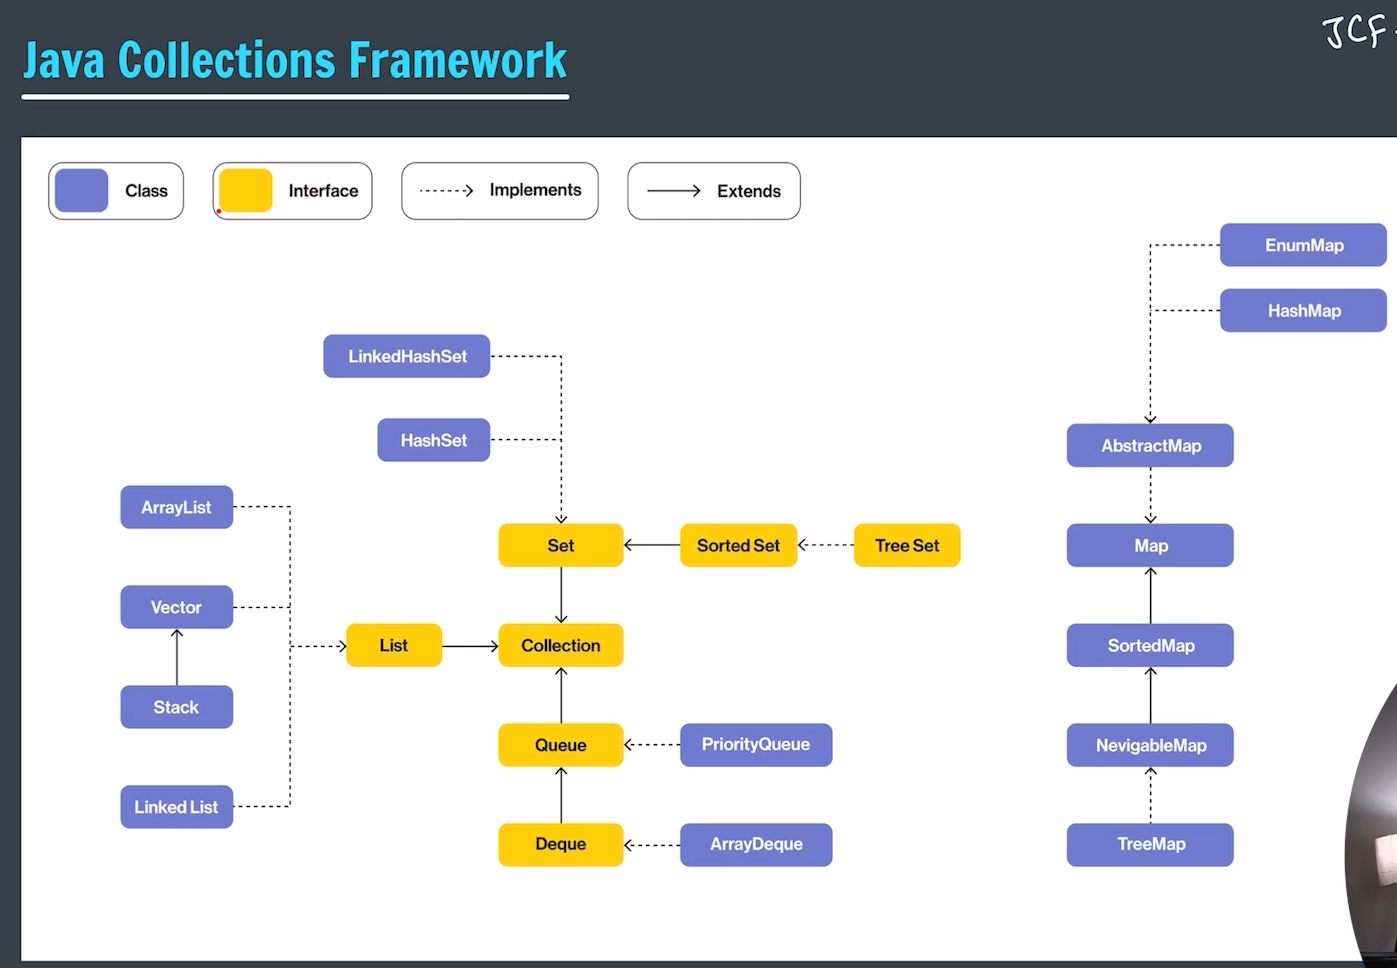 JCF
Java Collections Framework
Class
Interface
Implements
Extends
EnumMap
HashMap
LinkedHashSet
HashSet
AbstractMap
ArrayList
Set
Sorted Set
Tree Set
Map
Vector
List
Collection
SortedMap
Stack
Queue
PriorityQueue
NevigableMap
Linked List
Deque
ArrayDeque
TreeMap